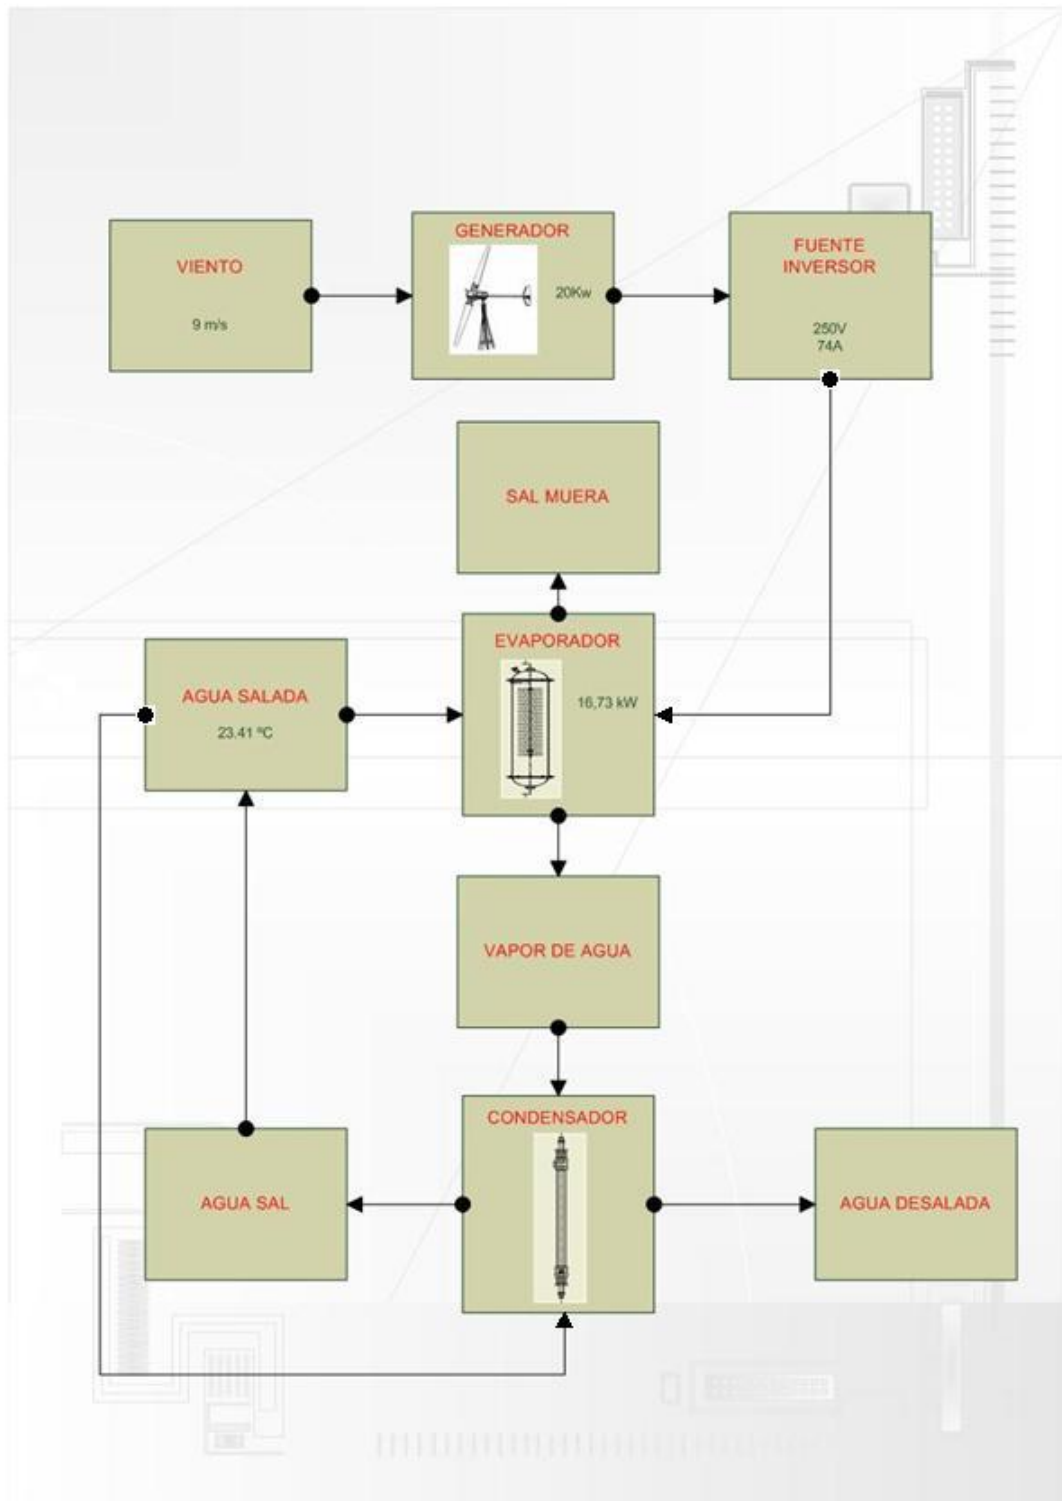 VIENTO
9 m/s
GENERADOR
20Kw
FUENTE
INVERSOR
250V
74A
SAL MUERA
EVAPORADOR
16,73 kW
AGUA SALADA
23.41 ºC
VAPOR DE AGUA
CONDENSADOR
AGUA SAL
AGUA DESALADA